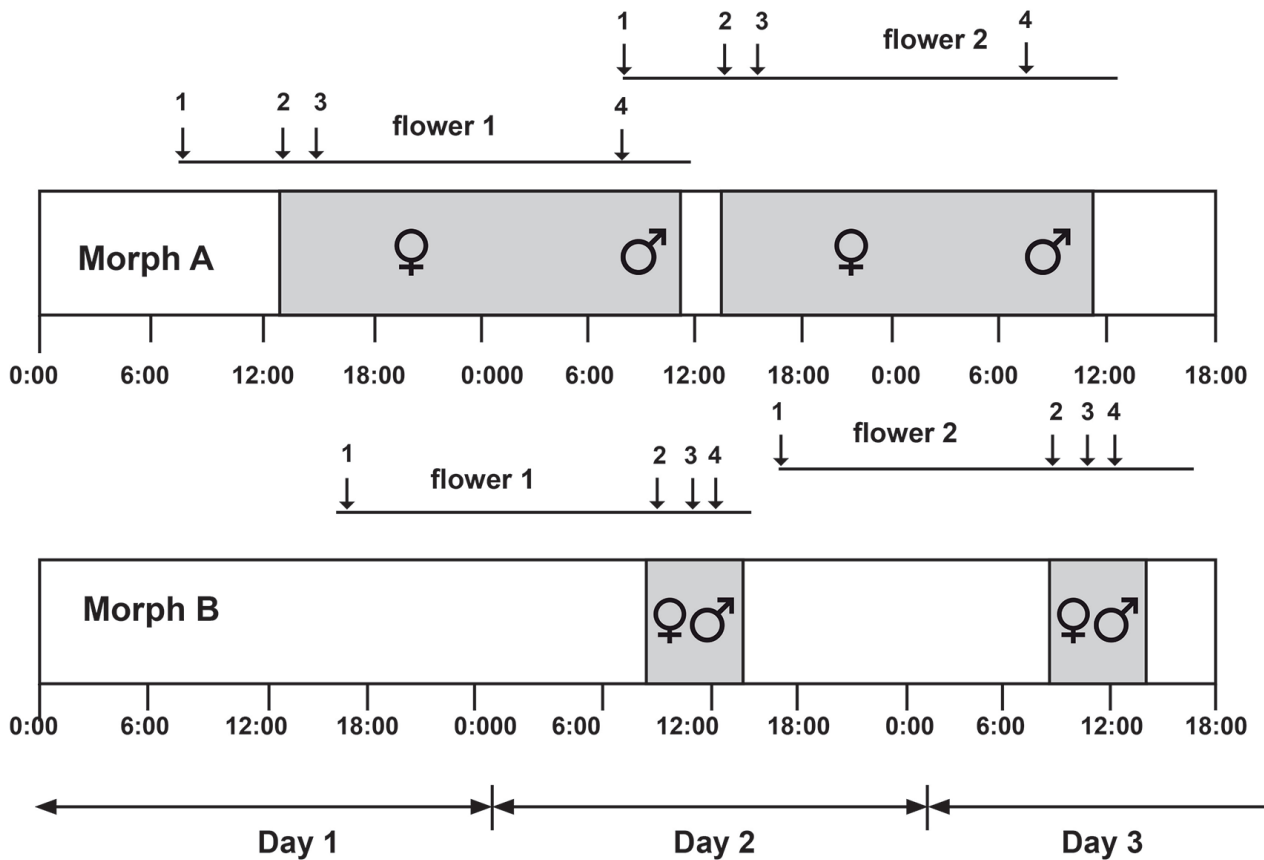 1 2 3 flower 2 4
1 2 3 flower 1 4
Morph A ♀ ♂ ♀ ♂
0:00 6:00 12:00 18:00 0:000 6:00 12:00 18:00 0:00 6:00 12:00 18:00
1 flower 2 2 3 4
1 flower 1 2 3 4
Morph B ♀♂ ♀♂
0:00 6:00 12:00 18:00 0:000 6:00 12:00 18:00 0:00 6:00 12:00 18:00
Day 1 Day 2 Day 3